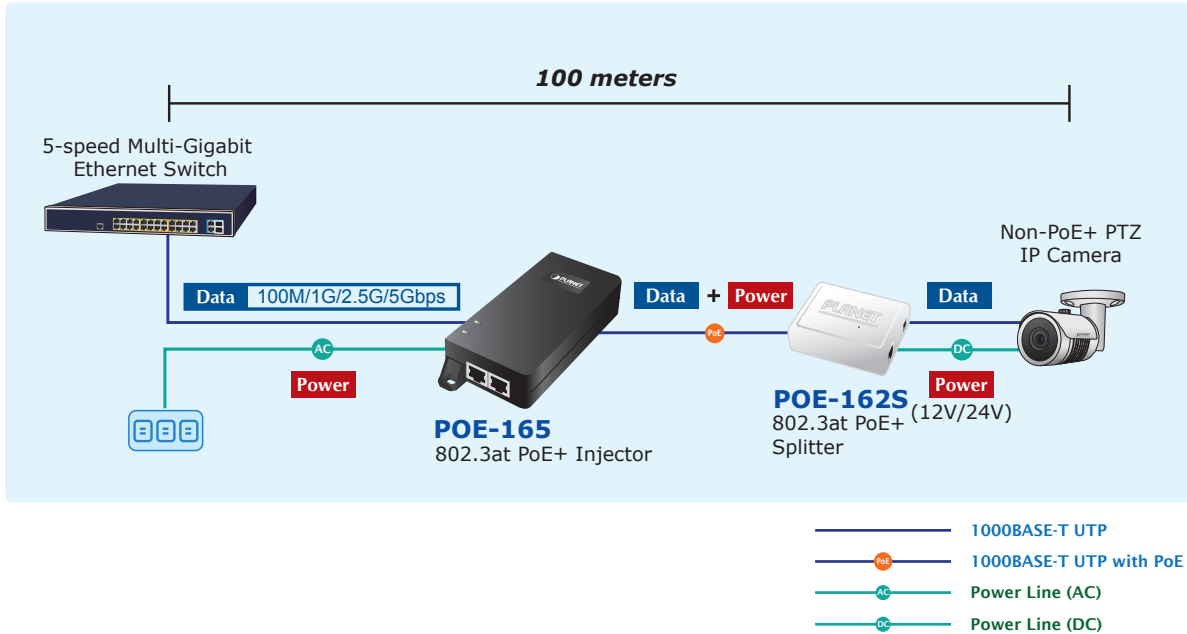 100 meters
5-speed Multi-Gigabit
Ethernet Switch
Non-PoE+ PTZ
IP Camera
Data 100M/1G/2.5G/5Gbps
PLANET
Data + Power
PLANET
Data
PoE
AC
Power
DC
Power
(12V/24V)
POE-165
802.3at PoE+ Injector
POE-162S
802.3at PoE+
Splitter
1000BASE-T UTP
PoE
1000BASE-T UTP with PoE
AC
Power Line (AC)
DC
Power Line (DC)